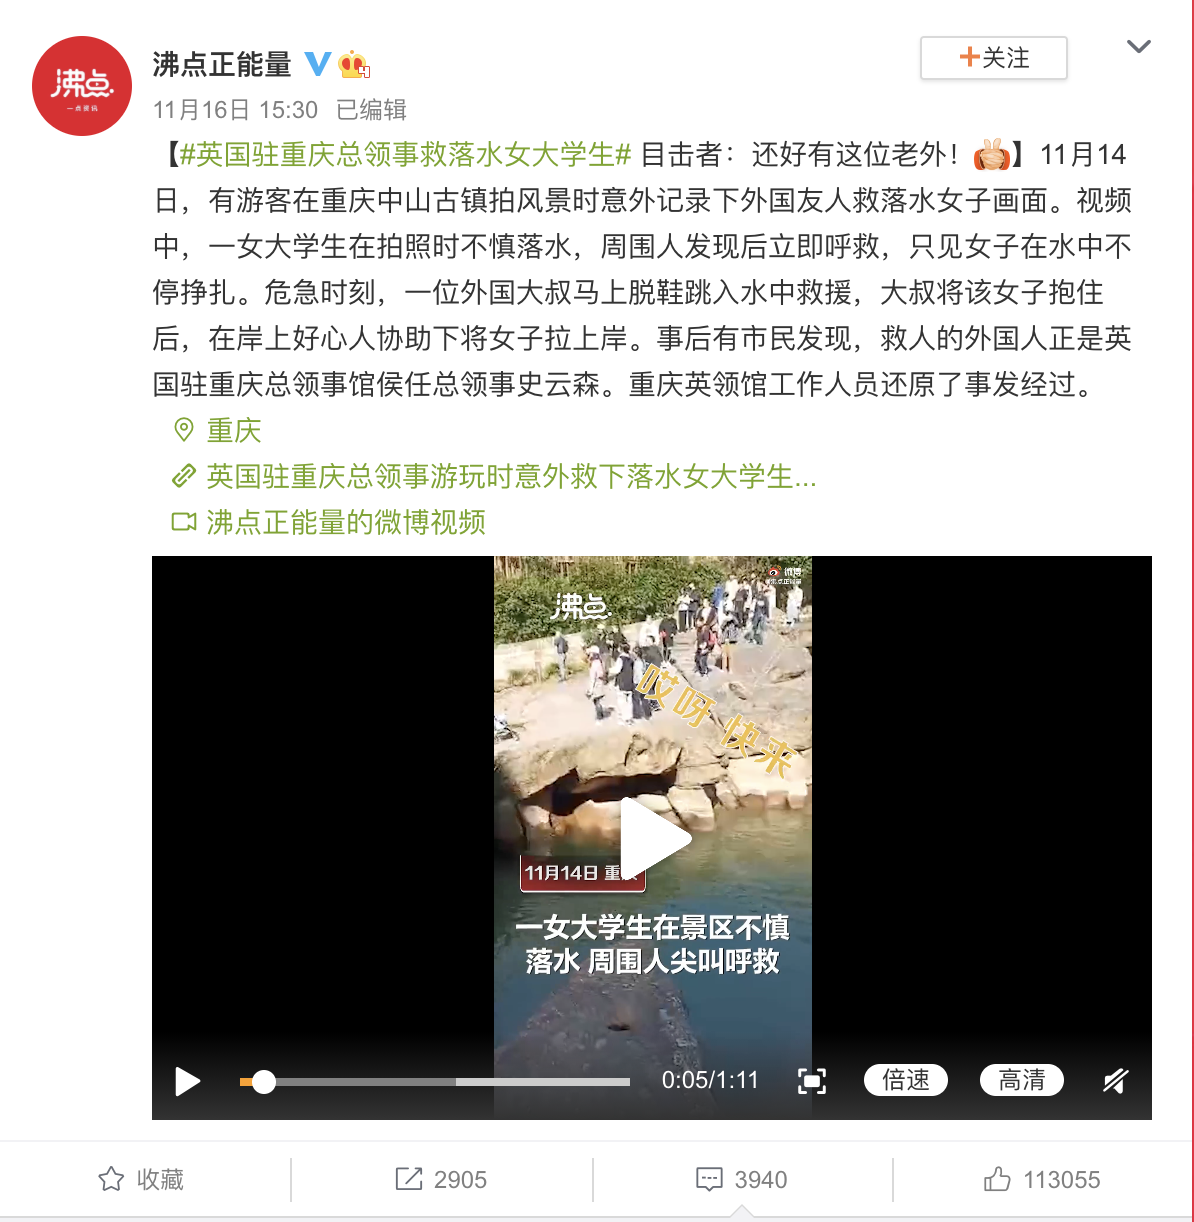 沸点
一点资讯
沸点正能量
4
+关注
11月16日 15:30 已编辑
【#英国驻重庆总领事救落水女大学生# 目击者：还好有这位老外！】11月14
日，有游客在重庆中山古镇拍风景时意外记录下外国友人救落水女子画面。视频
中，一女大学生在拍照时不慎落水，周围人发现后立即呼救，只见女子在水中不
停挣扎。危急时刻，一位外国大叔马上脱鞋跳入水中救援，大叔将该女子抱住
后，在岸上好心人协助下将女子拉上岸。事后有市民发现，救人的外国人正是英
国驻重庆总领事馆侯任总领事史云森。重庆英领馆工作人员还原了事发经过。
重庆
英国驻重庆总领事游玩时意外救下落水女大学生...
沸点正能量的微博视频
微博
@沸点正能量
沸点
哎呀 快来
11月14日 重庆
一女大学生在景区不慎
落水 周围人尖叫呼救
0:05/1:11
倍速
高清
收藏
2905
3940
113055